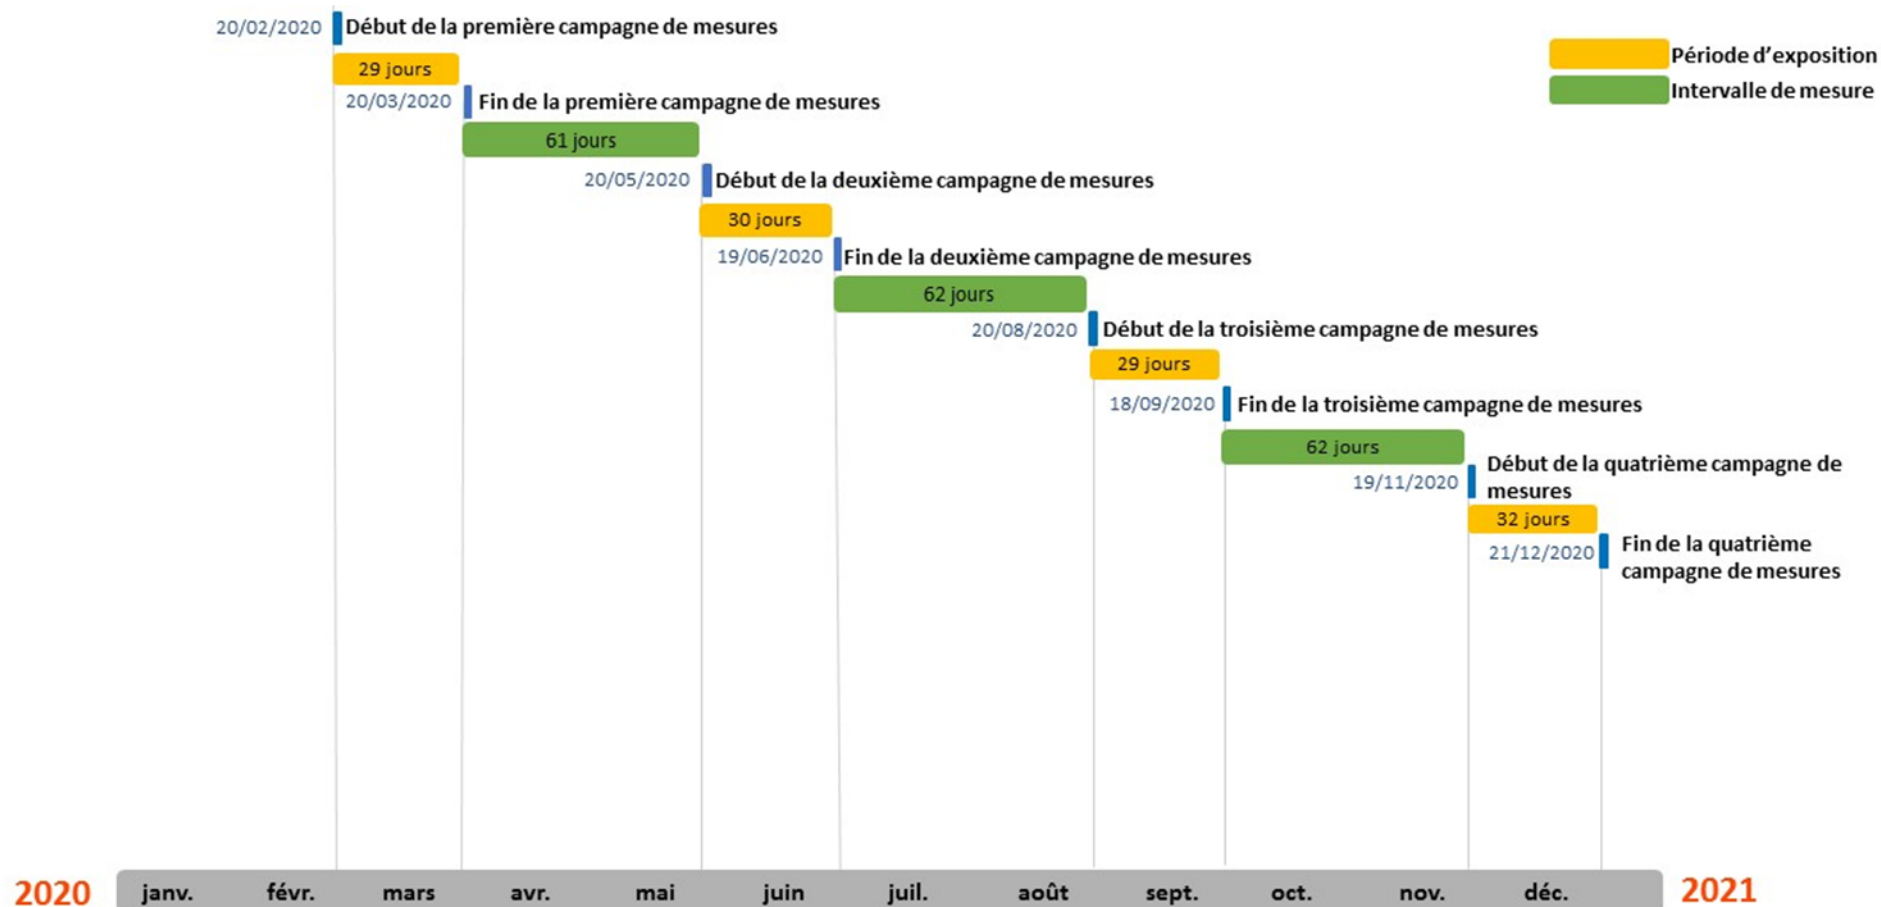 20/02/2020 Début de la première campagne de mesures
Période d'exposition
29 jours
Intervalle de mesure
20/03/2020 Fin de la première campagne de mesures
61 jours
20/05/2020 Début de la deuxième campagne de mesures
30 jours
19/06/2020 Fin de la deuxième campagne de mesures
62 jours
20/08/2020 Début de la troisième campagne de mesures
29 jours
18/09/2020 Fin de la troisième campagne de mesures
62 jours
19/11/2020 Début de la quatrième campagne de
mesures
32 jours
21/12/2020 Fin de la quatrième
campagne de mesures
2020 janv. févr. mars avr. mai juin juil. août sept. oct. nov. déc. 2021